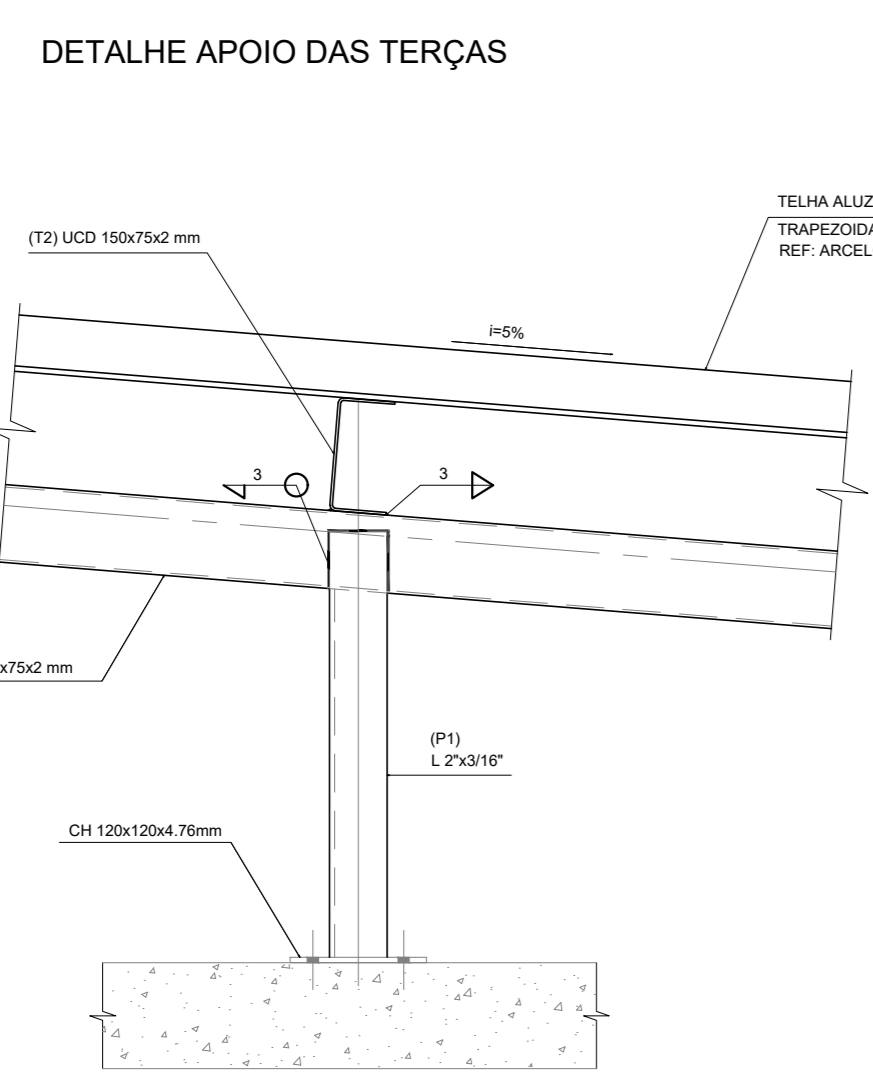 DETALHE APOIO DAS TERÇAS
TELHA ALUZ
(T2) UCD 150x75x2 mm
TRAPEZOIDA
REF: ARCEL
i=5%
3
3
x75x2 mm
(P1)
L 2"x3/16"
CH 120x120x4.76mm